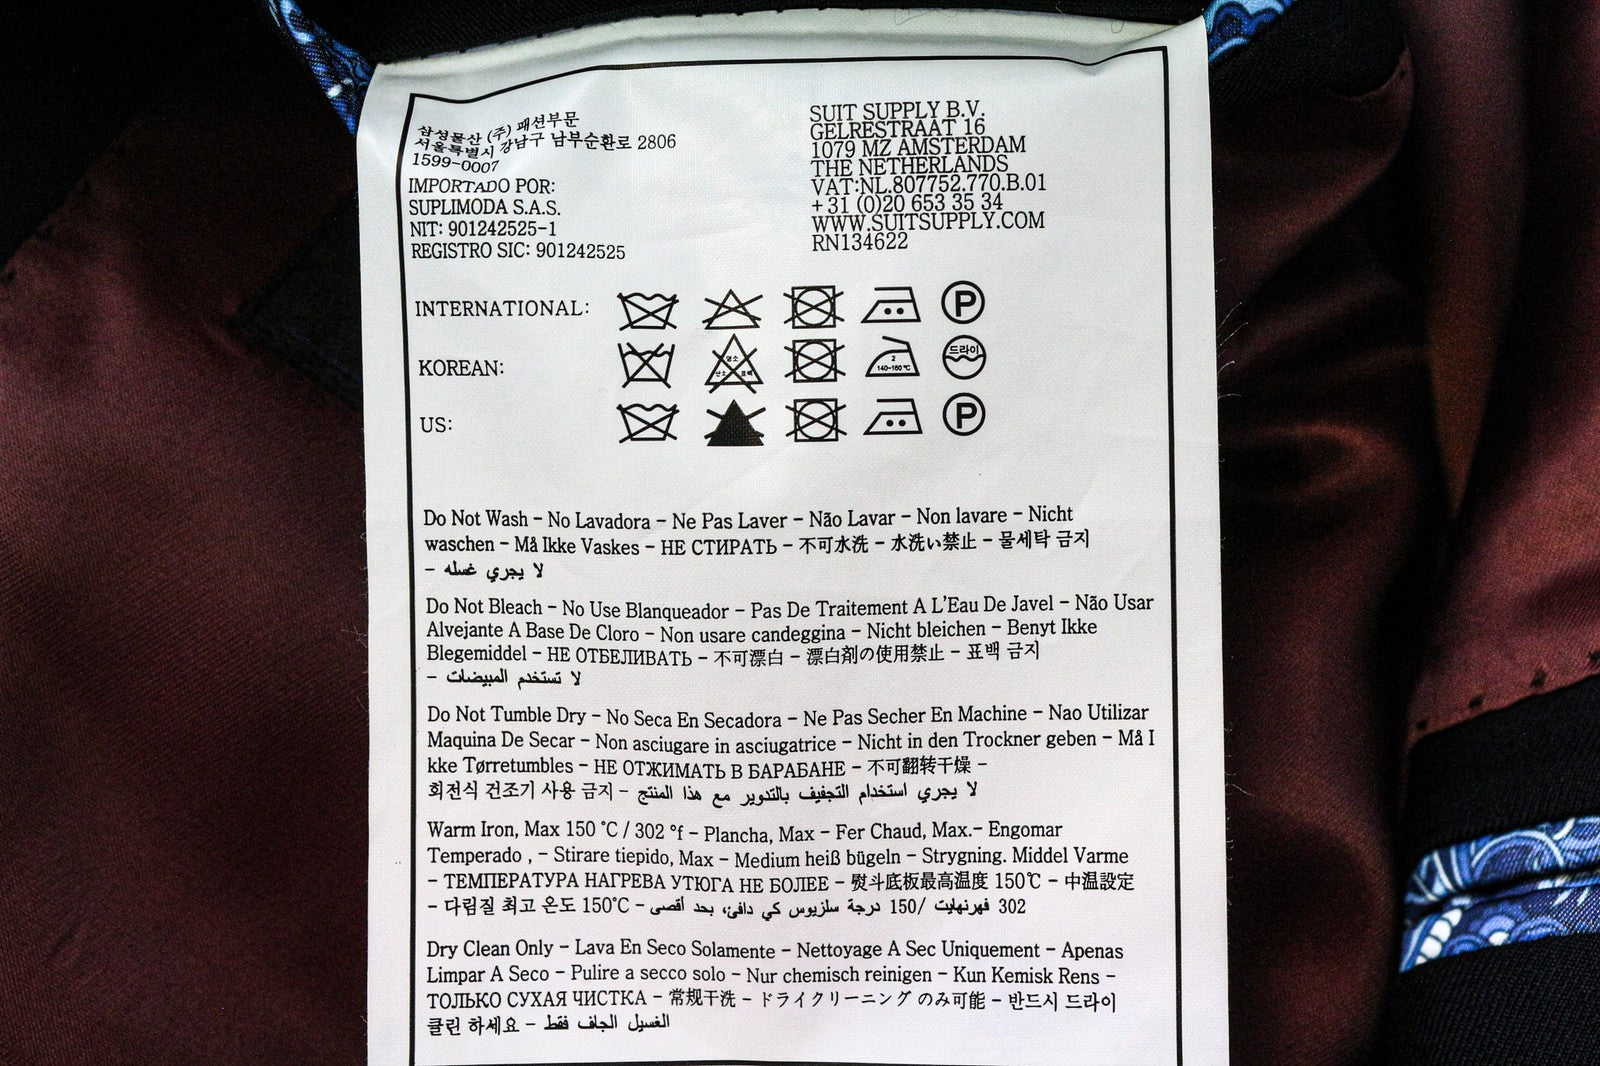 삼성물산 (주) 패션부문
서울특별시 강남구 남부순환로 2806
1599-0007
IMPORTADO POR:
SUPLIMODA S.A.S.
NIT: 901242525-1
REGISTRO SIC: 901242525
SUIT SUPPLY B.V.
GELRESTRAAT 16
1079 MZ AMSTERDAM
THE NETHERLANDS
VAT:NL.807752.770.B.01
+31 (0)20 653 35 34
WWW.SUITSUPPLY.COM
RN134622
INTERNATIONAL:
P
KOREAN:
염소
산소 표백
2
140~160℃
드라이
US:
P
Do Not Wash - No Lavadora - Ne Pas Laver - Não Lavar - Non lavare - Nicht
waschen - Må Ikke Vaskes - НЕ СТИРАТЬ - 不可水洗 - 水洗い禁止 - 물세탁 금지
- لا يجري غسله
Do Not Bleach - No Use Blanqueador - Pas De Traitement A L'Eau De Javel - Não Usar
Alvejante A Base De Cloro - Non usare candeggina - Nicht bleichen - Benyt Ikke
Blegemiddel - НЕ ОТБЕЛИВАТЬ - 不可漂白 - 漂白剤の使用禁止 - 표백 금지
- لا تستخدم المبيضات
Do Not Tumble Dry - No Seca En Secadora - Ne Pas Secher En Machine - Nao Utilizar
Maquina De Secar - Non asciugare in asciugatrice - Nicht in den Trockner geben - Må I
kke Tørretumbles - НЕ ОТЖИМАТЬ В БАРАБАНЕ - 不可翻转干燥 -
회전식 건조기 사용 금지 - لا يجري استخدام التجفيف بالتدوير مع هذا المنتج
Warm Iron, Max 150 °C / 302 °f - Plancha, Max - Fer Chaud, Max.- Engomar
Temperado , - Stirare tiepido, Max - Medium heiß bügeln - Strygning. Middel Varme
- ТЕМПЕРАТУРА НАГРЕВА УТЮГА НЕ БОЛЕЕ - 熨斗底板最高温度 150℃ - 中温設定
- 다림질 최고 온도 150℃ - كي دافئ، بحد أقصى 150 درجة سلزيوس/ 302 فهرنهايت
Dry Clean Only - Lava En Seco Solamente - Nettoyage A Sec Uniquement - Apenas
Limpar A Seco - Pulire a secco solo - Nur chemisch reinigen - Kun Kemisk Rens -
ТОЛЬКО СУХАЯ ЧИСТКА - 常规干洗 - ドライクリーニング のみ可能 - 반드시 드라이
클린 하세요 - الغسيل الجاف فقط